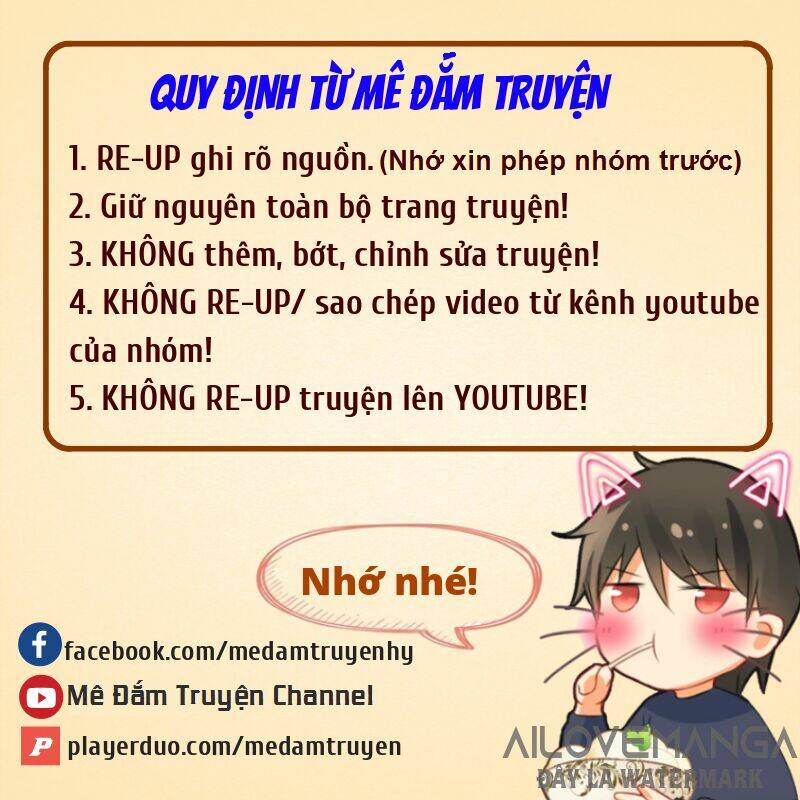 QUY ĐỊNH TỪ MÊ ĐẮM TRUYỆN
1. RE-UP ghi rõ nguồn. (Nhớ xin phép nhóm trước)
2. Giữ nguyên toàn bộ trang truyện!
3. KHÔNG thêm, bớt, chỉnh sửa truyện!
4. KHÔNG RE-UP/ sao chép video từ kênh youtube
của nhóm!
5. KHÔNG RE-UP truyện lên YOUTUBE!
Nhớ nhé!
facebook.com/medamtruyenhy
Mê Đắm Truyện Channel
playerduo.com/medamtruyen
AILOVEMANGA
ĐÂY LÀ WATERMARK